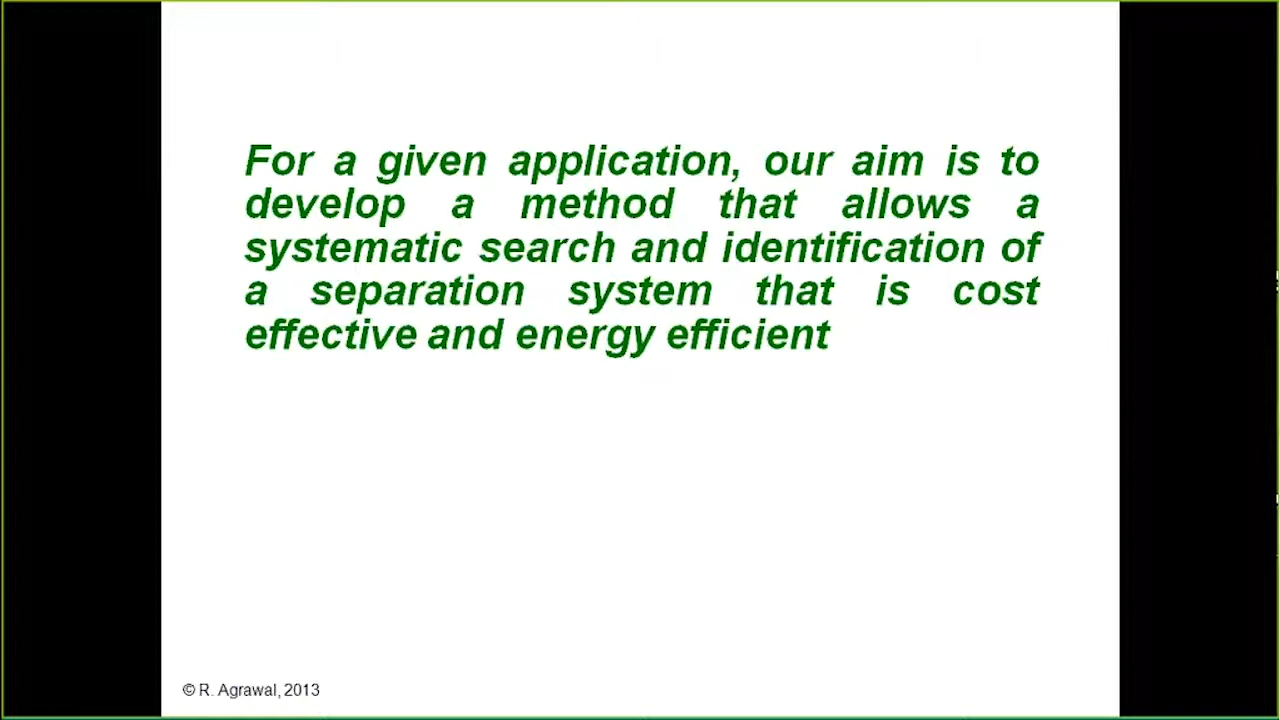 For a given application, our aim is to
develop a method that allows a
systematic search and identification of
a separation system that is cost
effective and energy efficient
© R. Agrawal, 2013